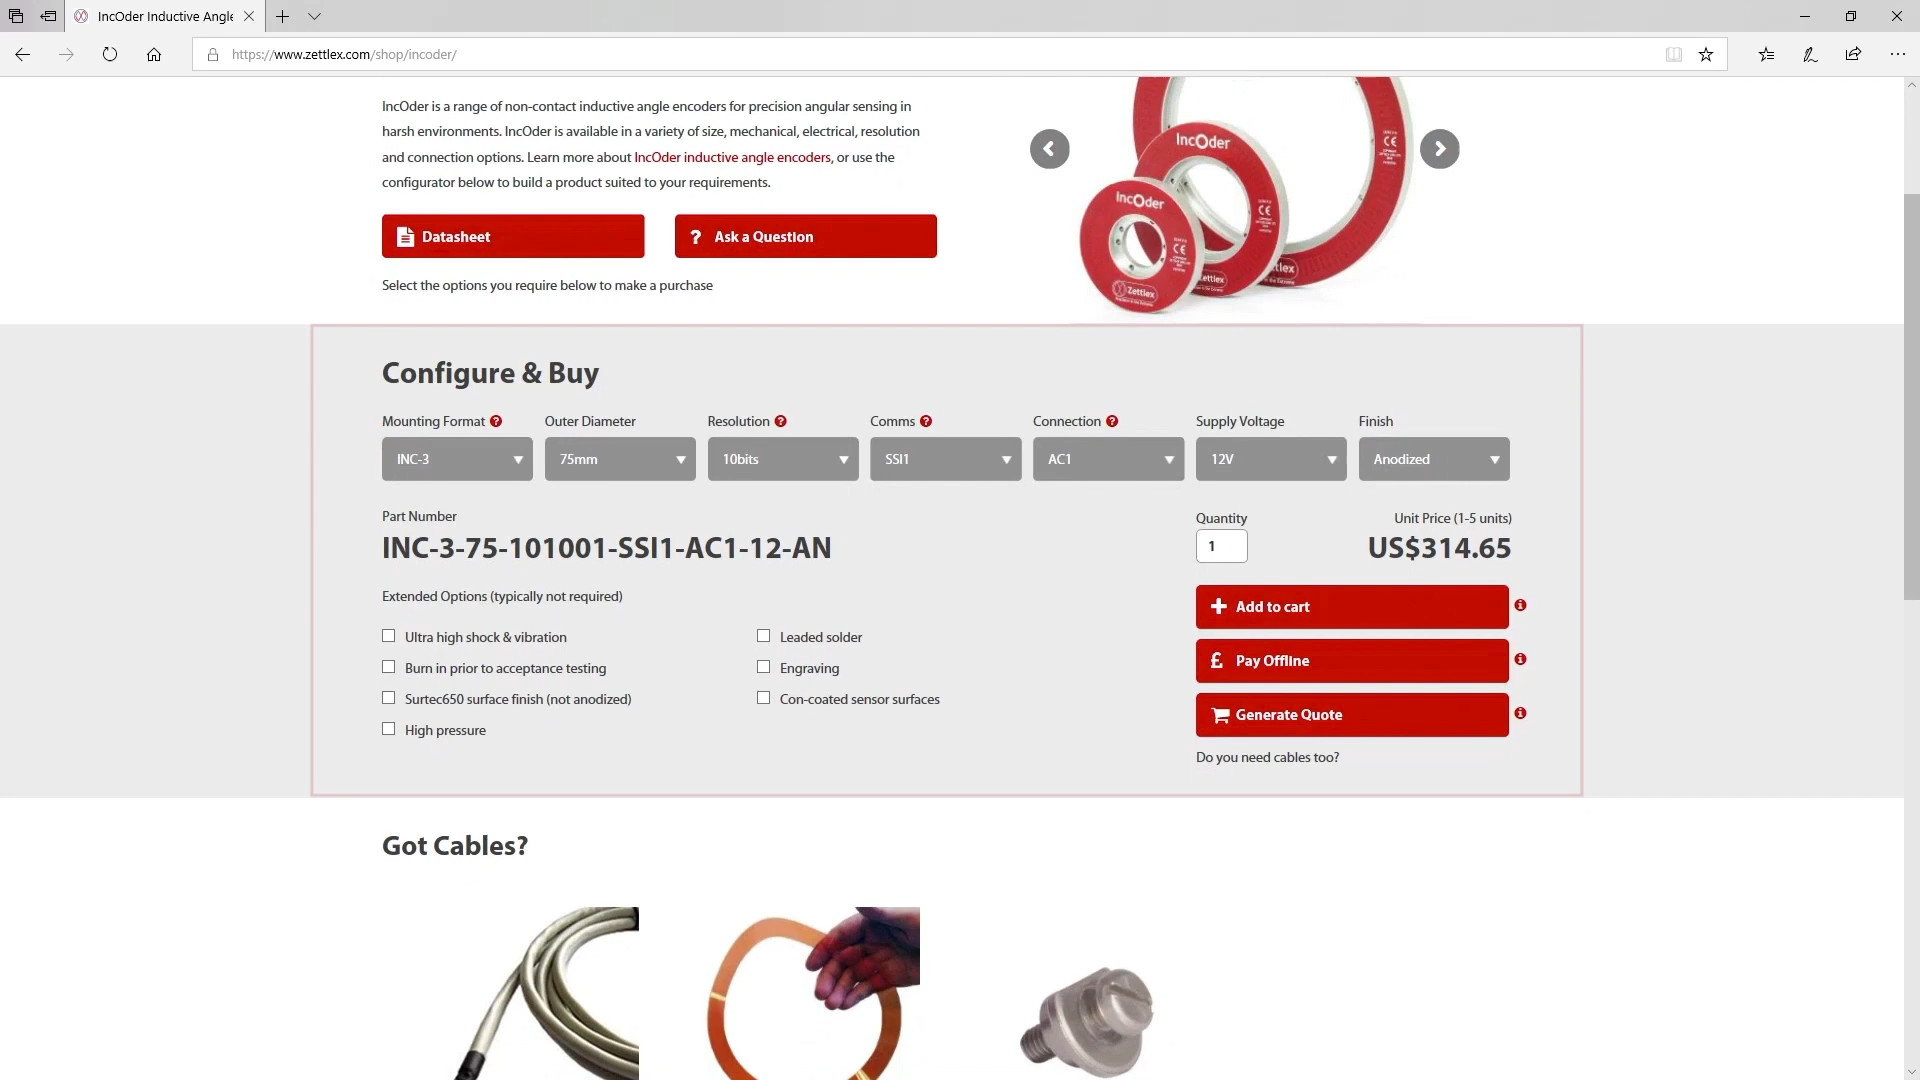 IncOder Inductive Angle
https://www.zettlex.com/shop/incoder/
IncOder is a range of non-contact inductive angle encoders for precision angular sensing in
harsh environments. IncOder is available in a variety of size, mechanical, electrical, resolution
and connection options. Learn more about IncOder inductive angle encoders, or use the
configurator below to build a product suited to your requirements.
IncOder
IncOder
Zettlex
Datasheet
? Ask a Question
Select the options you require below to make a purchase
Configure & Buy
Mounting Format ? Outer Diameter Resolution ? Comms ? Connection ? Supply Voltage Finish
INC-3 75mm 10bits SSI1 AC1 12V Anodized
Part Number
INC-3-75-101001-SSI1-AC1-12-AN
Quantity Unit Price (1-5 units)
1 US$314.65
Extended Options (typically not required)
Ultra high shock & vibration Leaded solder
Burn in prior to acceptance testing Engraving
Surtec650 surface finish (not anodized) Con-coated sensor surfaces
High pressure
+ Add to cart
£ Pay Offline
Generate Quote
Do you need cables too?
Got Cables?